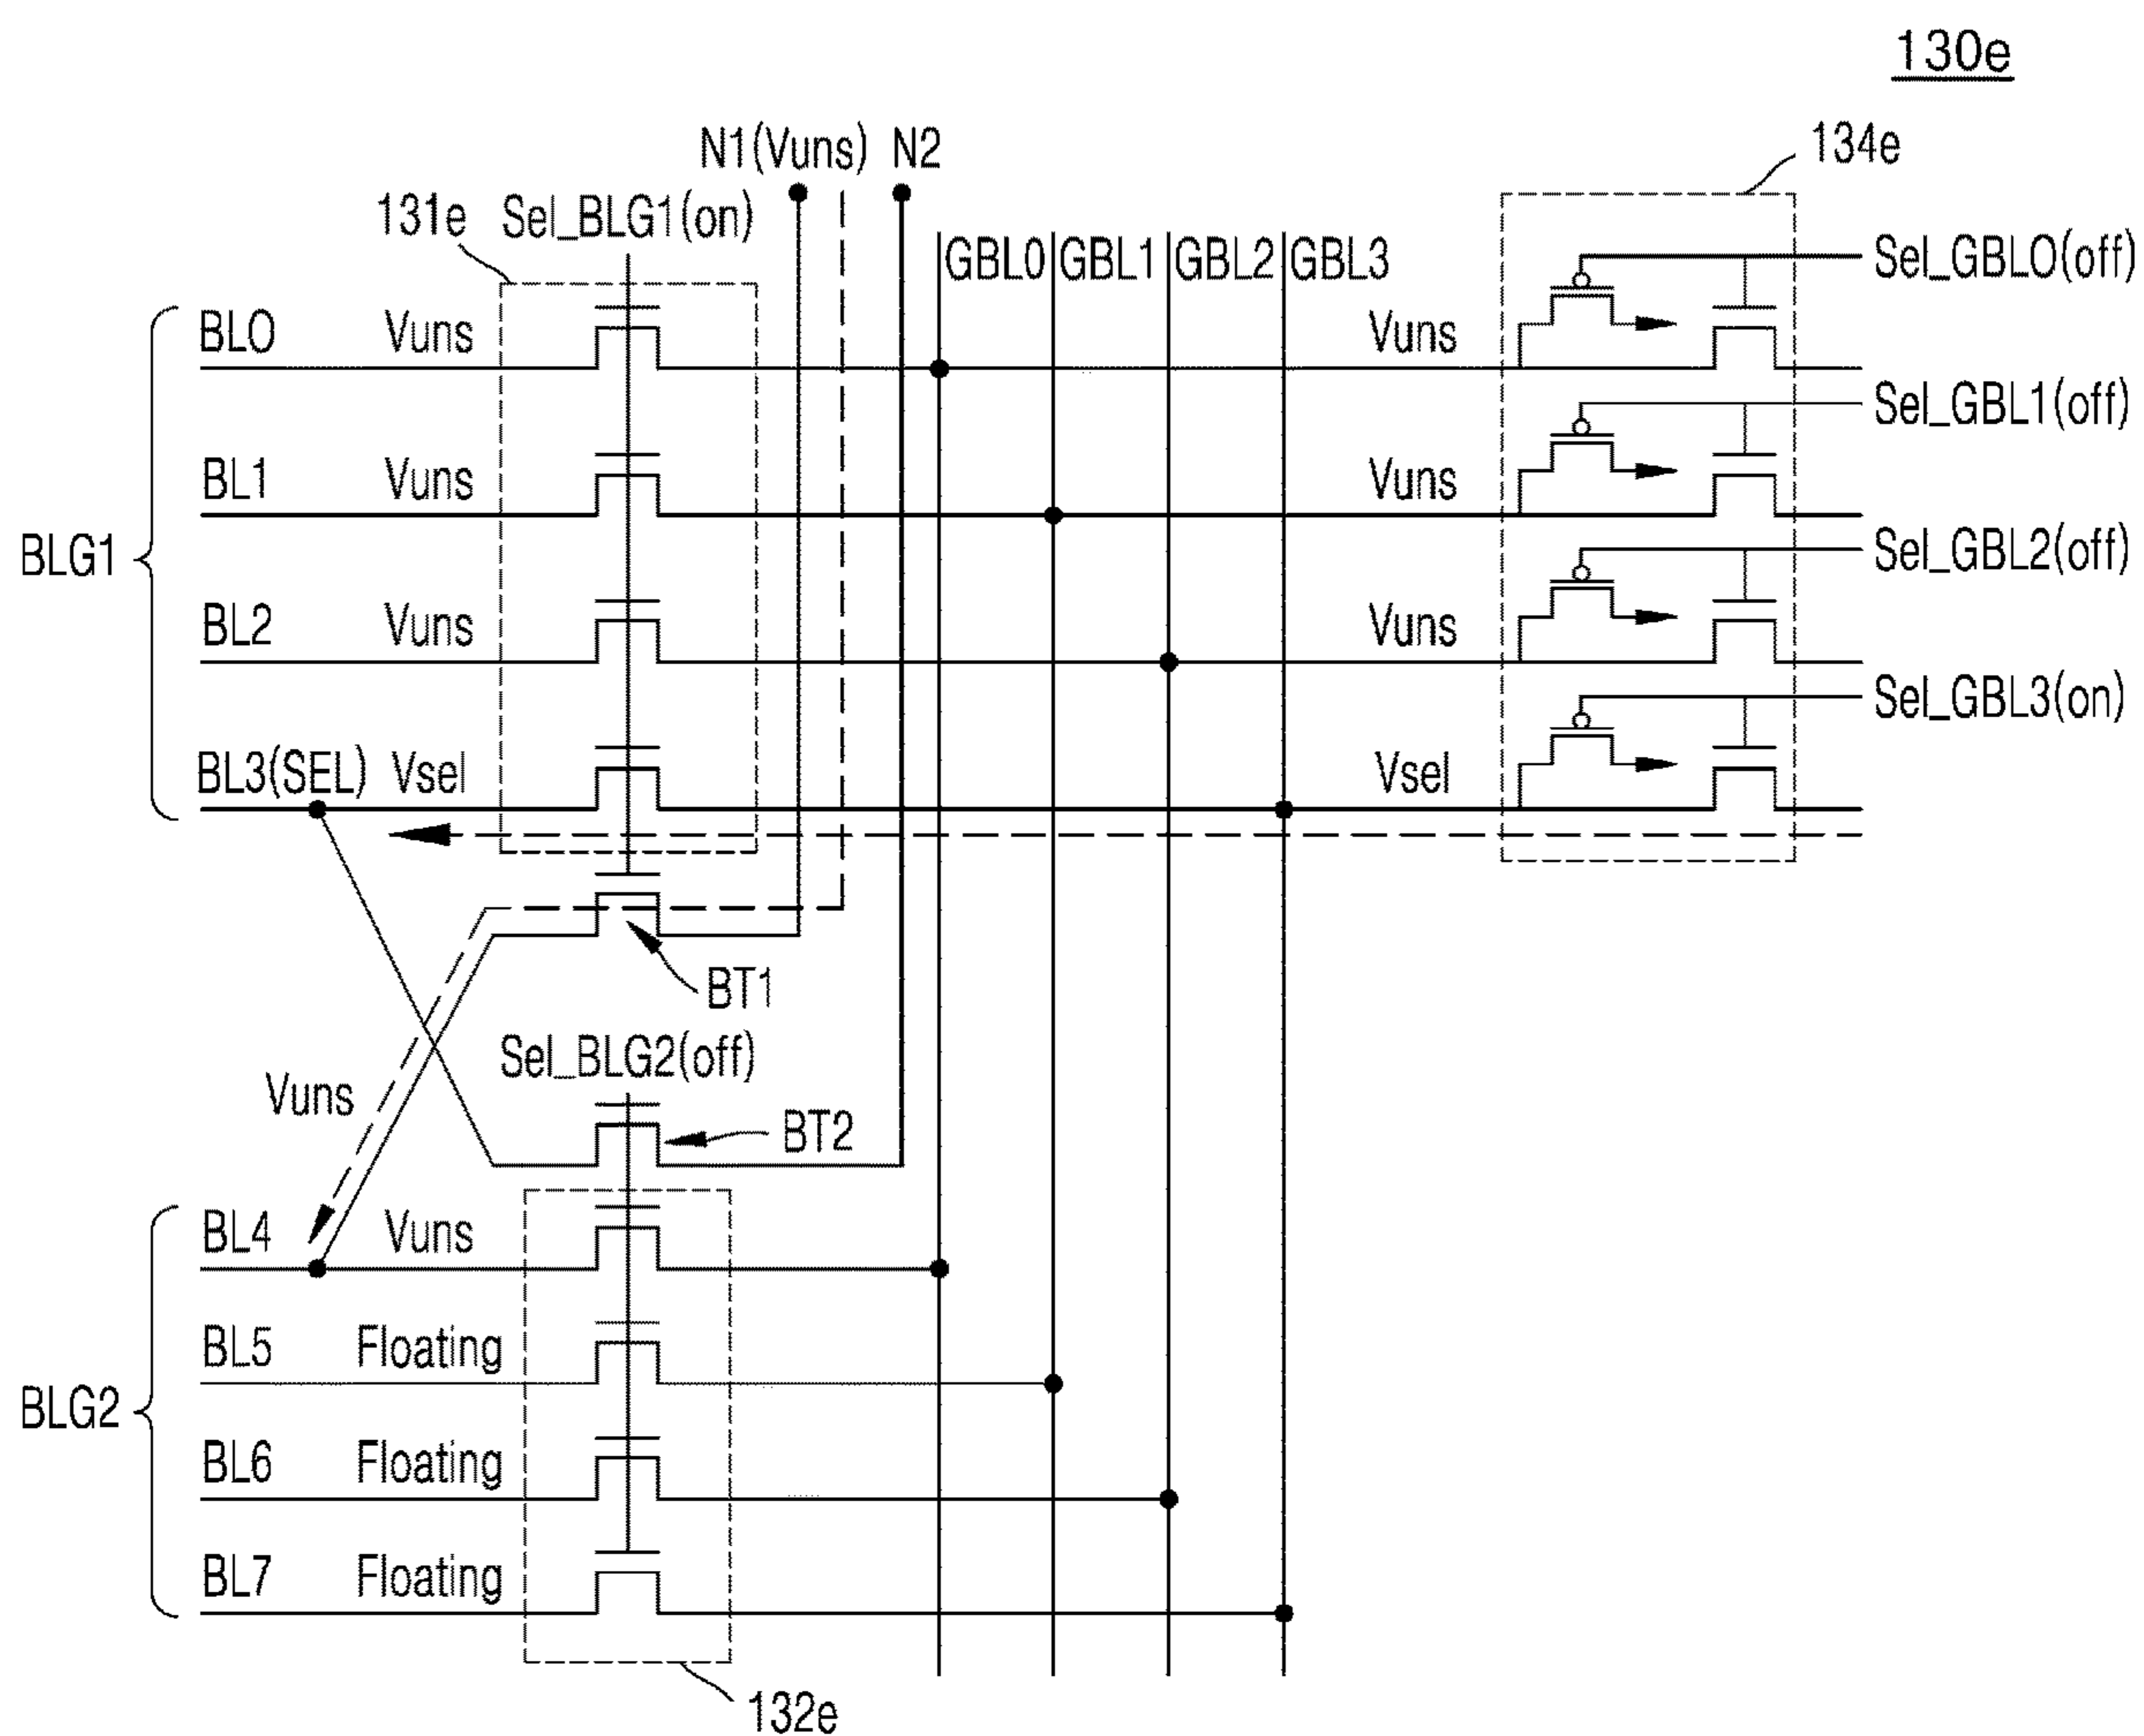 130e
N1(Vuns) N2
134e
131e Sel_BLG1(on)
GBL0 GBL1 GBL2 GBL3
Sel_GBL0(off)
BL0 Vuns Vuns
Sel_GBL1(off)
BL1 Vuns Vuns
BLG1
Sel_GBL2(off)
BL2 Vuns Vuns
Sel_GBL3(on)
BL3(SEL) Vsel Vsel
BT1
Sel_BLG2(off)
Vuns
BT2
BL4 Vuns
BL5 Floating
BLG2
BL6 Floating
BL7 Floating
132e